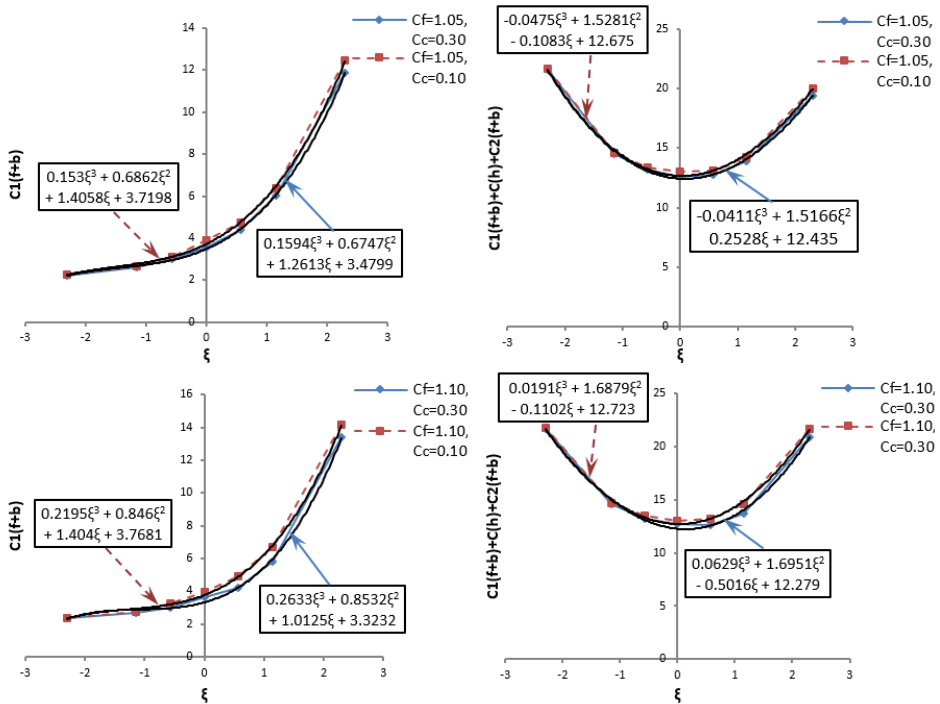 Cf=1.05,
Cc=0.30
Cf=1.05,
Cc=0.10
16
14
12
10
8
6
4
2
0
-3 -2 -1 0 1 2 3
C1(f+b)
ξ
0.153ξ³ + 0.6862ξ²
+ 1.4058ξ + 3.7198
0.1594ξ³ + 0.6747ξ²
+ 1.2613ξ + 3.4799
-0.0475ξ³ + 1.5281ξ²
- 0.1083ξ + 12.675
Cf=1.05,
Cc=0.30
Cf=1.05,
Cc=0.10
25
20
15
10
5
0
-3 -2 -1 0 1 2 3
C1(f+b)+C(h)+C2(f+b)
ξ
-0.0411ξ³ + 1.5166ξ²
0.2528ξ + 12.435
Cf=1.10,
Cc=0.30
Cf=1.10,
Cc=0.10
16
14
12
10
8
6
4
2
0
-3 -2 -1 0 1 2 3
C1(f+b)
ξ
0.2195ξ³ + 0.846ξ²
+ 1.404ξ + 3.7681
0.2633ξ³ + 0.8532ξ²
+ 1.0125ξ + 3.3232
0.0191ξ³ + 1.6879ξ²
- 0.1102ξ + 12.723
Cf=1.10,
Cc=0.30
Cf=1.10,
Cc=0.30
25
20
15
10
5
0
-3 -2 -1 0 1 2 3
C1(f+b)+C(h)+C2(f+b)
ξ
0.0629ξ³ + 1.6951ξ²
- 0.5016ξ + 12.279